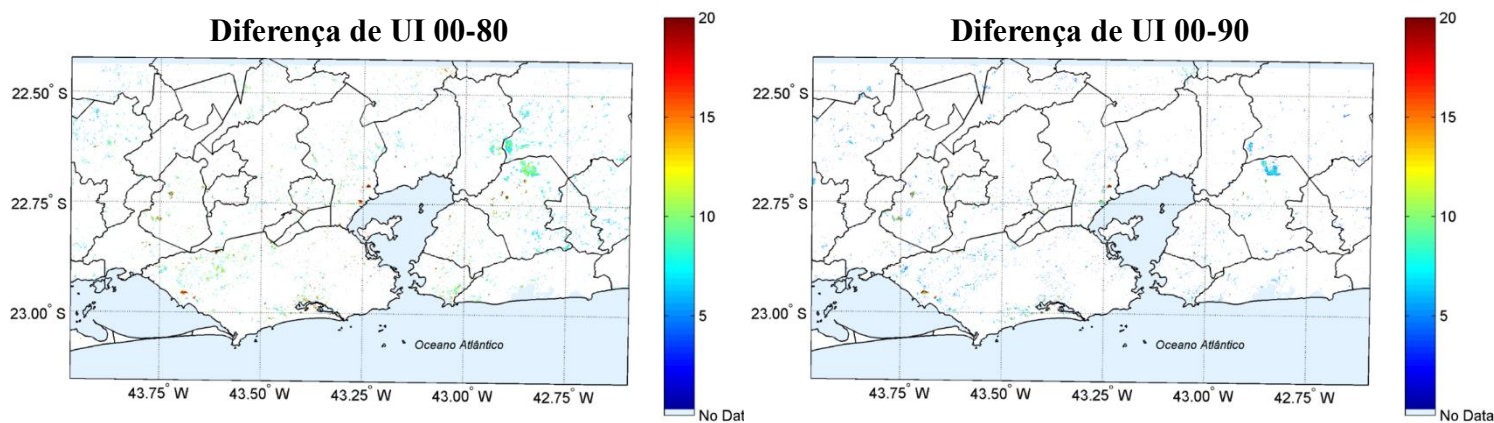 Diferença de UI 00-80
20
15
10
5
No Dat
22.50° S
22.75° S
23.00° S
43.75° W
43.50° W
43.25° W
43.00° W
42.75° W
Oceano Atlântico
Diferença de UI 00-90
20
15
10
5
No Data
22.50° S
22.75° S
23.00° S
43.75° W
43.50° W
43.25° W
43.00° W
42.75° W
Oceano Atlântico